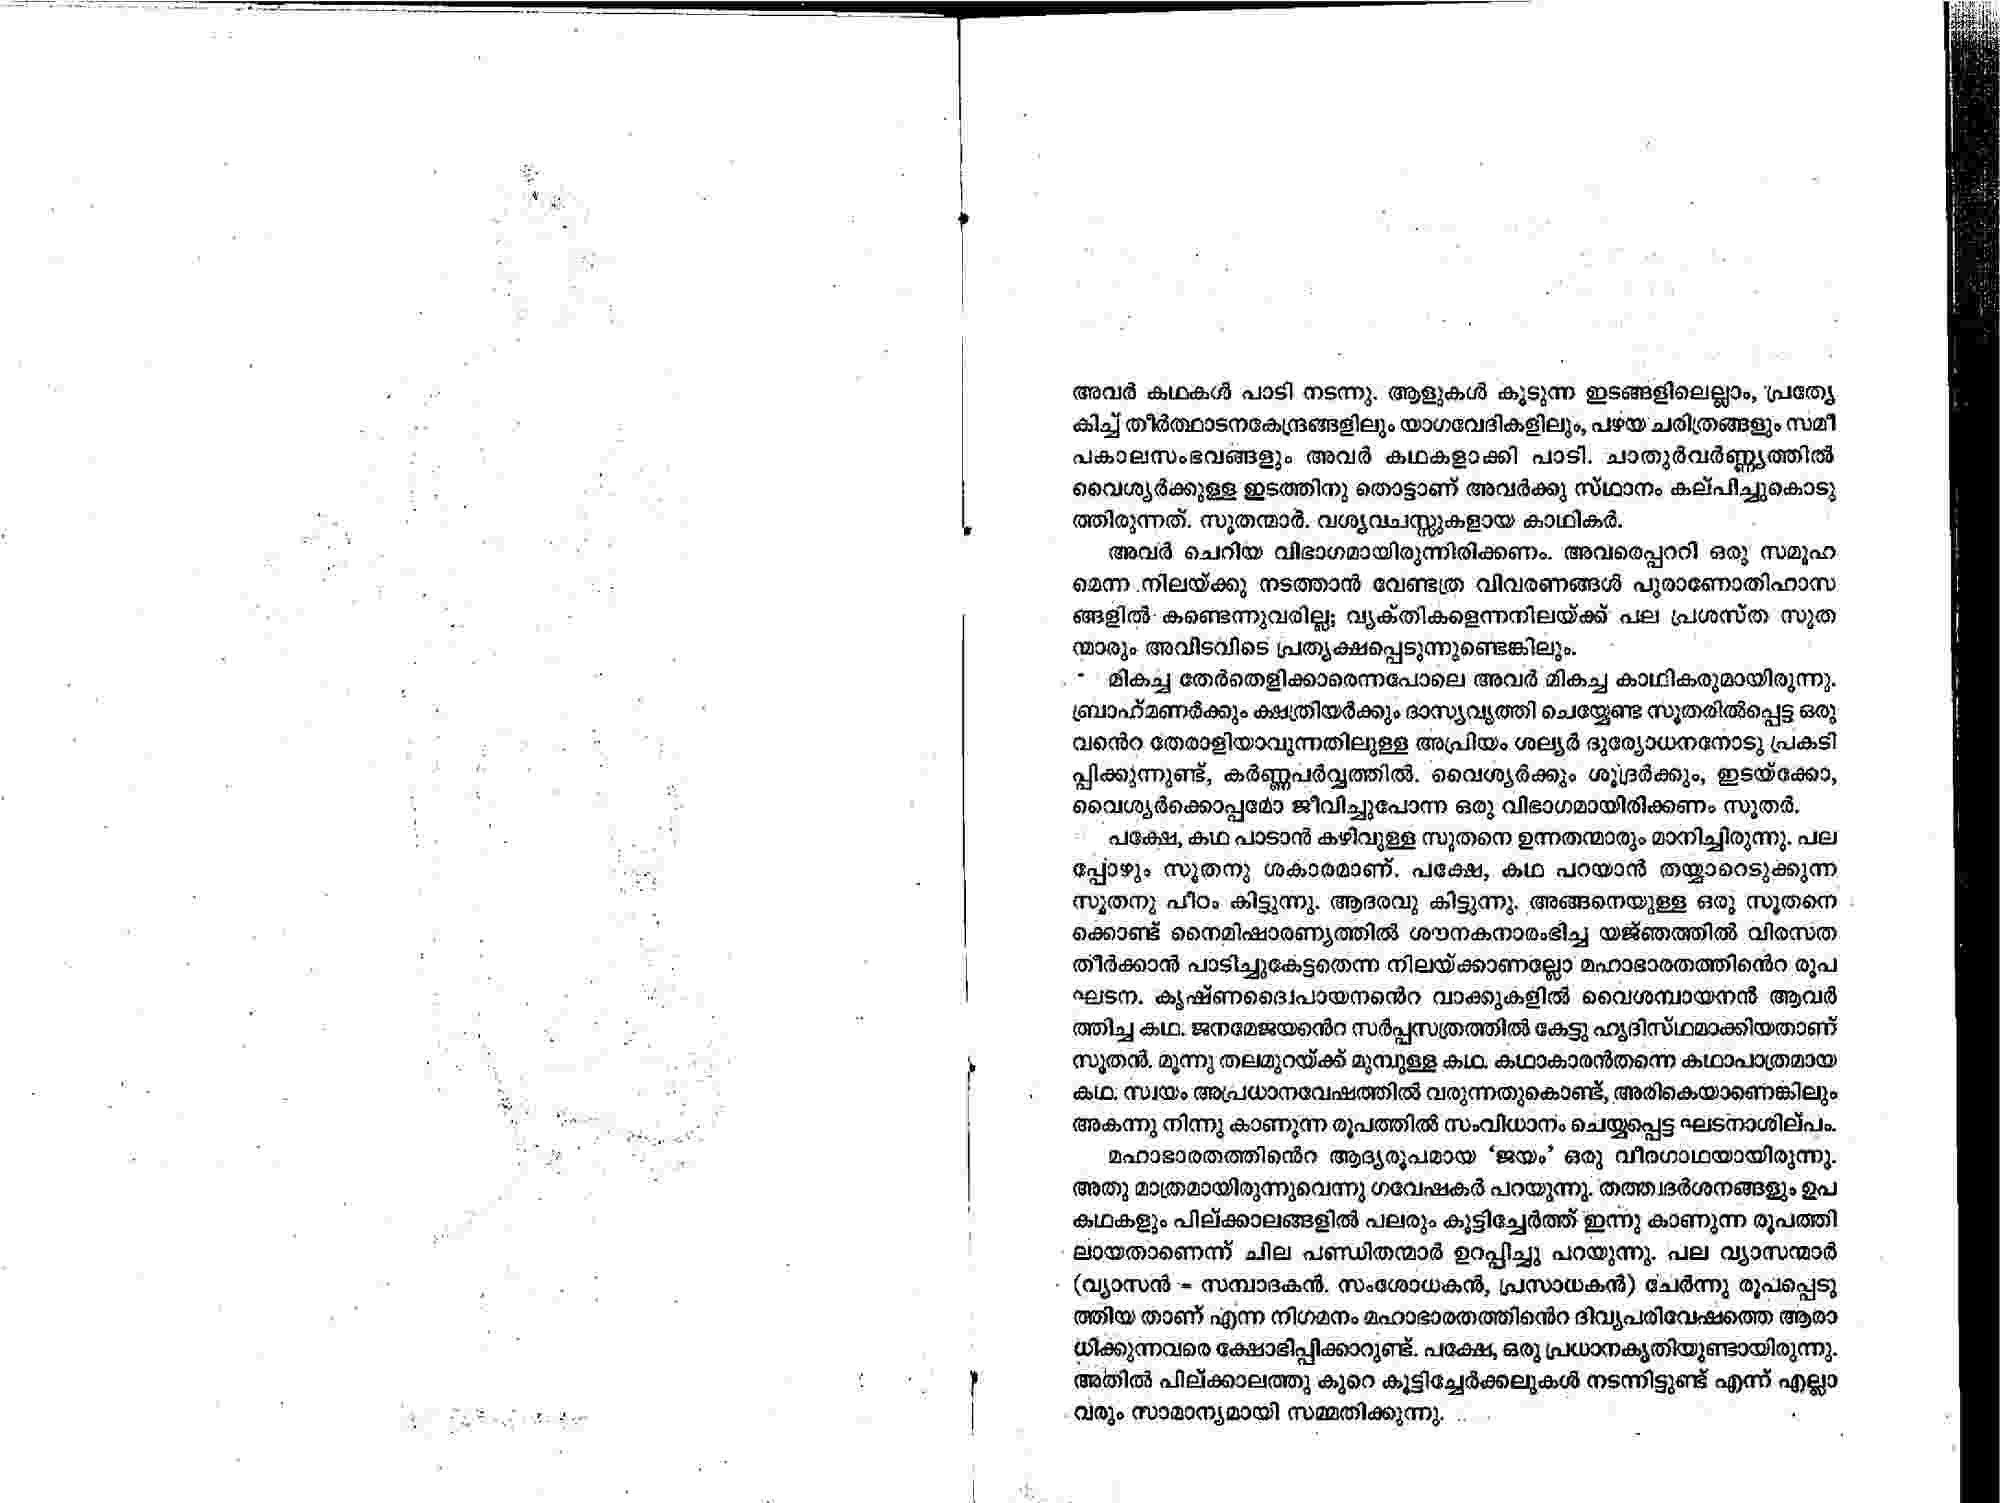 അവർ കഥകൾ പാടി നടന്നു. ആളുകൾ കൂടുന്ന ഇടങ്ങളിലെല്ലാം, പ്രത്യേ
കിച്ച് തീർത്ഥാടനകേന്ദ്രങ്ങളിലും യാഗവേദികളിലും, പഴയ ചരിത്രങ്ങളും സമീ
പകാലസംഭവങ്ങളും അവർ കഥകളാക്കി പാടി. ചാതുർവർണ്ണ്യത്തിൽ
വൈശ്യർക്കുള്ള ഇടത്തിനു തൊട്ടാണ് അവർക്കു സ്ഥാനം കല്പിച്ചുകൊടു
ത്തിരുന്നത്. സൂതന്മാർ. വശ്യവചസ്സുകളായ കാഥികർ.
അവർ ചെറിയ വിഭാഗമായിരുന്നിരിക്കണം. അവരെപ്പററി ഒരു സമൂഹ
മെന്ന നിലയ്ക്കു നടത്താൻ വേണ്ടത്ര വിവരണങ്ങൾ പുരാണേതിഹാസ
ങ്ങളിൽ കണ്ടെന്നുവരില്ല; വ്യക്തികളെന്നനിലയ്ക്ക് പല പ്രശസ്ത സൂത
ന്മാരും അവിടവിടെ പ്രത്യക്ഷപ്പെടുന്നുണ്ടെങ്കിലും.
മികച്ച തേർതെളിക്കാരെന്നപോലെ അവർ മികച്ച കാഥികരുമായിരുന്നു.
ബ്രാഹ്മണർക്കും ക്ഷത്രിയർക്കും ദാസ്യവൃത്തി ചെയ്യേണ്ട സൂതരിൽപ്പെട്ട ഒരു
വൻെറ തേരാളിയാവുന്നതിലുള്ള അപ്രിയം ശല്യർ ദുര്യോധനനോടു പ്രകടി
പ്പിക്കുന്നുണ്ട്, കർണ്ണപർവ്വത്തിൽ. വൈശ്യർക്കും ശൂദ്രർക്കും, ഇടയ്ക്കോ,
വൈശ്യർക്കൊപ്പമോ ജീവിച്ചുപോന്ന ഒരു വിഭാഗമായിരിക്കണം സൂതർ.
പക്ഷേ, കഥ പാടാൻ കഴിവുള്ള സൂതനെ ഉന്നതന്മാരും മാനിച്ചിരുന്നു. പല
പ്പോഴും സൂതനു ശകാരമാണ്. പക്ഷേ, കഥ പറയാൻ തയ്യാറെടുക്കുന്ന
സൂതനു പീഠം കിട്ടുന്നു. ആദരവു കിട്ടുന്നു. അങ്ങനെയുള്ള ഒരു സൂതനെ
ക്കൊണ്ട് നൈമിഷാരണ്യത്തിൽ ശൗനകനാരംഭിച്ച യജ്ഞത്തിൽ വിരസത
തീർക്കാൻ പാടിച്ചുകേട്ടതെന്ന നിലയ്ക്കാണല്ലോ മഹാഭാരതത്തിൻെറ രൂപ
ഘടന. കൃഷ്ണദ്വൈപായനൻെറ വാക്കുകളിൽ വൈശമ്പായനൻ ആവർ
ത്തിച്ച കഥ. ജനമേജയൻെറ സർപ്പസത്രത്തിൽ കേട്ടു ഹൃദിസ്ഥമാക്കിയതാണ്
സൂതൻ. മൂന്നു തലമുറയ്ക്ക് മുമ്പുള്ള കഥ. കഥാകാരൻതന്നെ കഥാപാത്രമായ
കഥ. സ്വയം അപ്രധാനവേഷത്തിൽ വരുന്നതുകൊണ്ട്, അരികെയാണെങ്കിലും
അകന്നു നിന്നു കാണുന്ന രൂപത്തിൽ സംവിധാനം ചെയ്യപ്പെട്ട ഘടനാശില്പം.
മഹാഭാരതത്തിൻെറ ആദ്യരൂപമായ ‘ജയം’ ഒരു വീരഗാഥയായിരുന്നു.
അതു മാത്രമായിരുന്നുവെന്നു ഗവേഷകർ പറയുന്നു. തത്ത്വദർശനങ്ങളും ഉപ
കഥകളും പില്ക്കാലങ്ങളിൽ പലരും കൂട്ടിച്ചേർത്ത് ഇന്നു കാണുന്ന രൂപത്തി
ലായതാണെന്ന് ചില പണ്ഡിതന്മാർ ഉറപ്പിച്ചു പറയുന്നു. പല വ്യാസന്മാർ
(വ്യാസൻ = സമ്പാദകൻ. സംശോധകൻ, പ്രസാധകൻ) ചേർന്നു രൂപപ്പെടു
ത്തിയ താണ് എന്ന നിഗമനം മഹാഭാരതത്തിൻെറ ദിവ്യപരിവേഷത്തെ ആരാ
ധിക്കുന്നവരെ ക്ഷോഭിപ്പിക്കാറുണ്ട്. പക്ഷേ, ഒരു പ്രധാനകൃതിയുണ്ടായിരുന്നു.
അതിൽ പില്ക്കാലത്തു കുറെ കൂട്ടിച്ചേർക്കലുകൾ നടന്നിട്ടുണ്ട് എന്ന് എല്ലാ
വരും സാമാന്യമായി സമ്മതിക്കുന്നു.